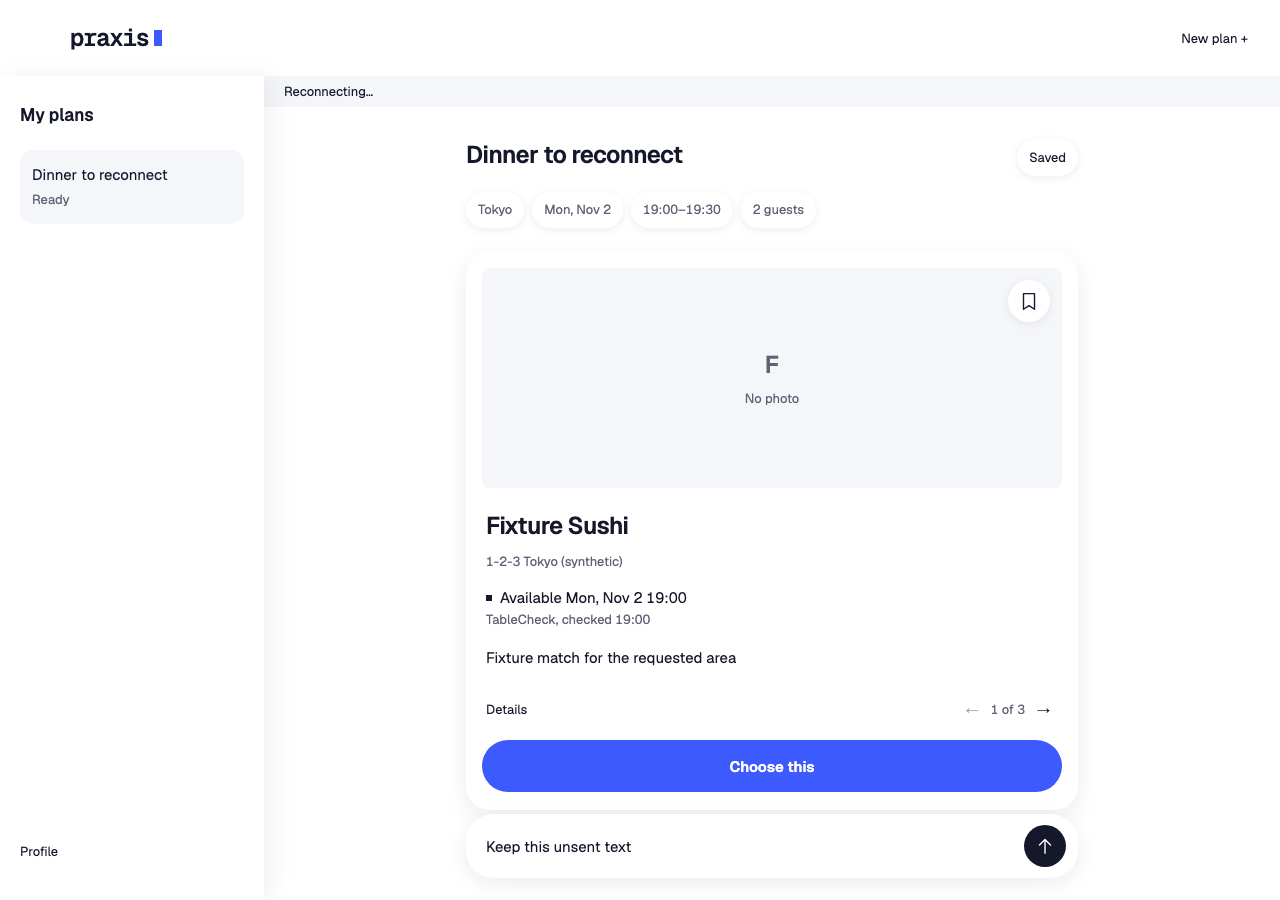 praxis
New plan +
My plans
Dinner to reconnect
Ready
Profile
Reconnecting…
Dinner to reconnect
Saved
Tokyo
Mon, Nov 2
19:00–19:30
2 guests
F
No photo
Fixture Sushi
1-2-3 Tokyo (synthetic)
Available Mon, Nov 2 19:00
TableCheck, checked 19:00
Fixture match for the requested area
Details
← 1 of 3 →
Choose this
Keep this unsent text